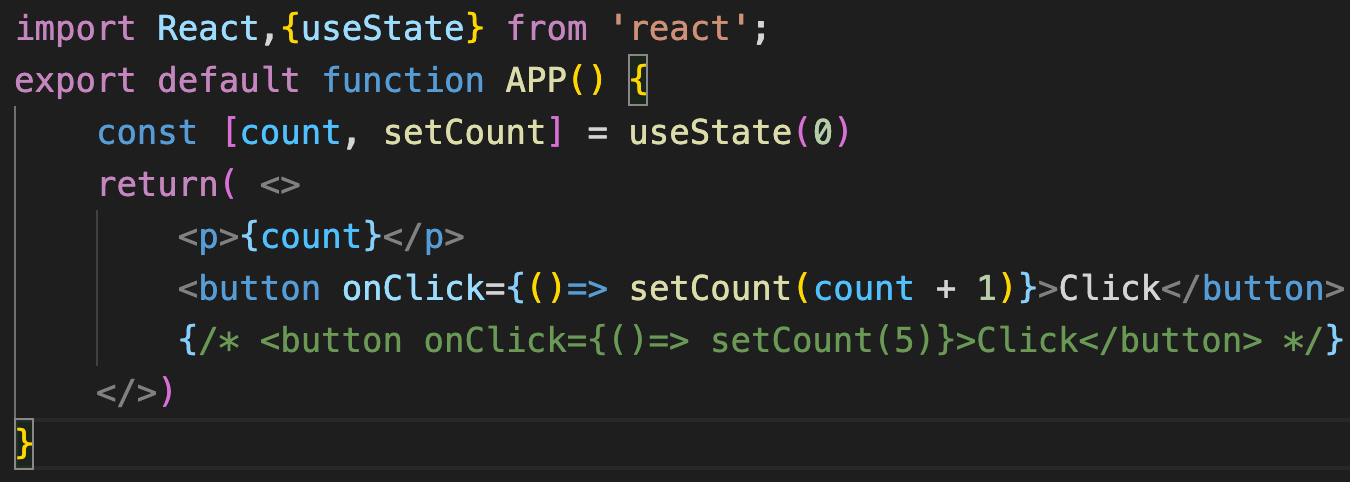 import React,{useState} from 'react';
export default function APP() {
    const [count, setCount] = useState(0)
    return( <>
        <p>{count}</p>
        <button onClick={()=> setCount(count + 1)}>Click</button>
        {/* <button onClick={()=> setCount(5)}>Click</button> */}
    </>)
}